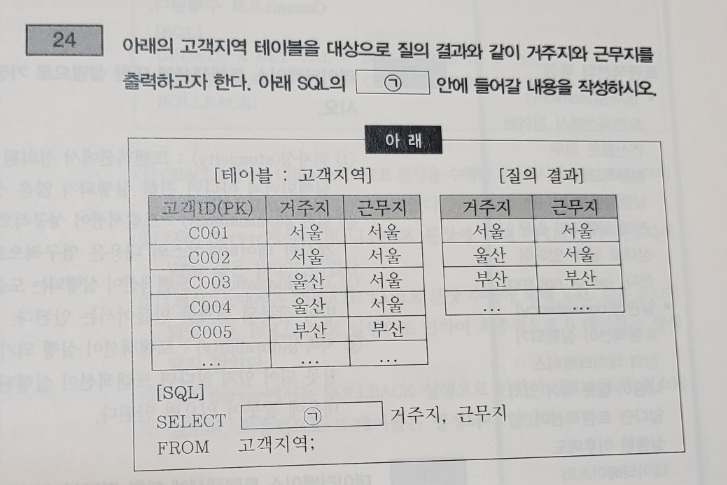 24
아래의 고객지역 테이블을 대상으로 질의 결과와 같이 거주지와 근무지를
출력하고자 한다. 아래 SQL의 ㉠ 안에 들어갈 내용을 작성하시오.
아 래
[테이블 : 고객지역] [질의 결과]
고객ID(PK) 거주지 근무지 거주지 근무지
C001 서울 서울 서울 서울
C002 서울 서울 울산 서울
C003 울산 서울 부산 부산
C004 울산 서울 ... ...
C005 부산 부산
... ... ...
[SQL]
SELECT ㉠ 거주지, 근무지
FROM 고객지역;